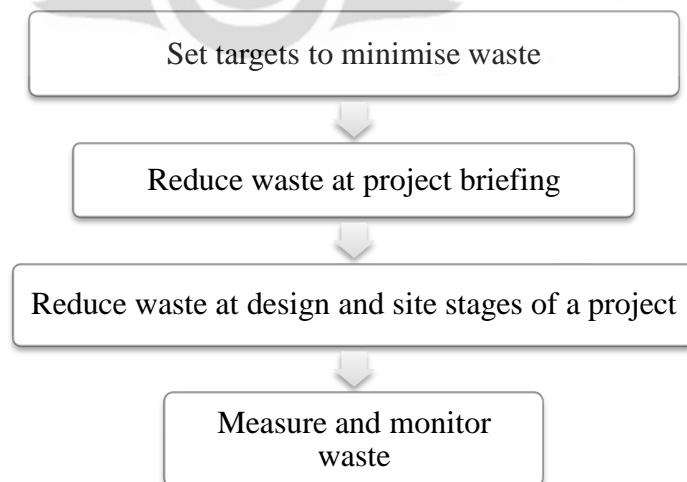 Set targets to minimise waste
Reduce waste at project briefing
Reduce waste at design and site stages of a project
Measure and monitor
waste